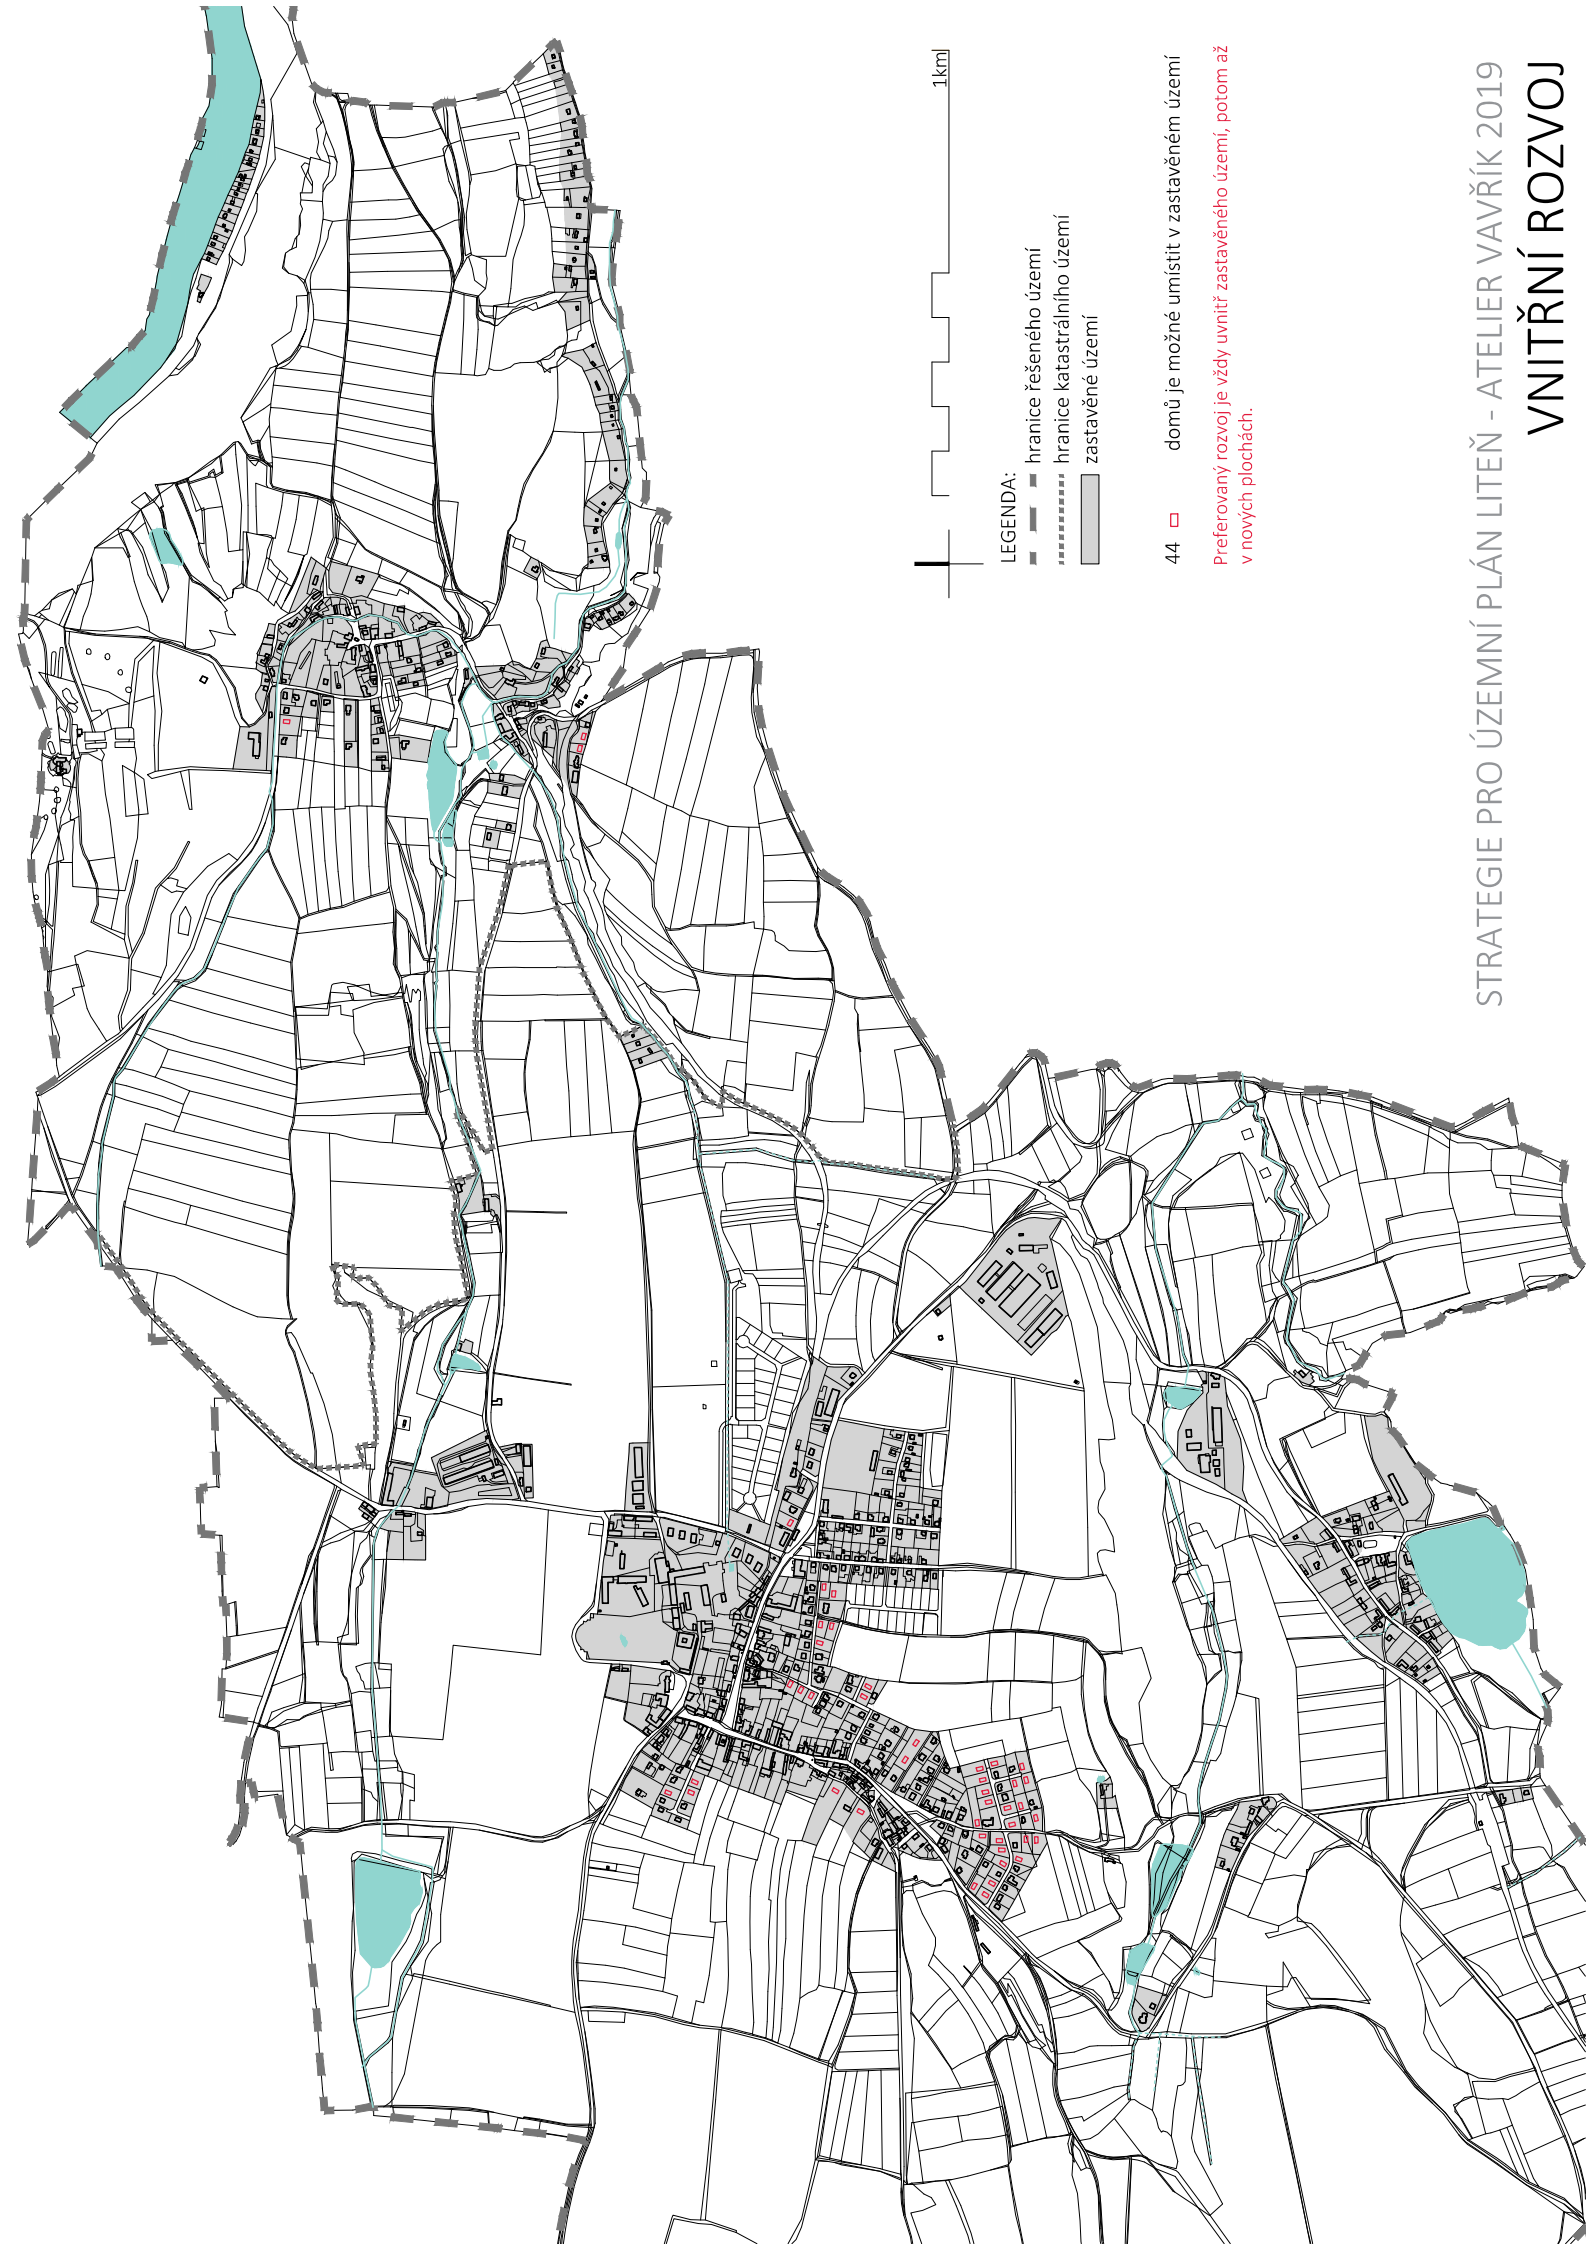 1km
LEGENDA:
hranice řešeného území
hranice katastrálního území
zastavěné území
44 domů je možné umístit v zastavěném území
Preferovaný rozvoj je vždy uvnitř zastavěného území, potom až
v nových plochách.
STRATEGIE PRO ÚZEMNÍ PLÁN LITEŇ - ATELIER VAVŘÍK 2019
VNITŘNÍ ROZVOJ